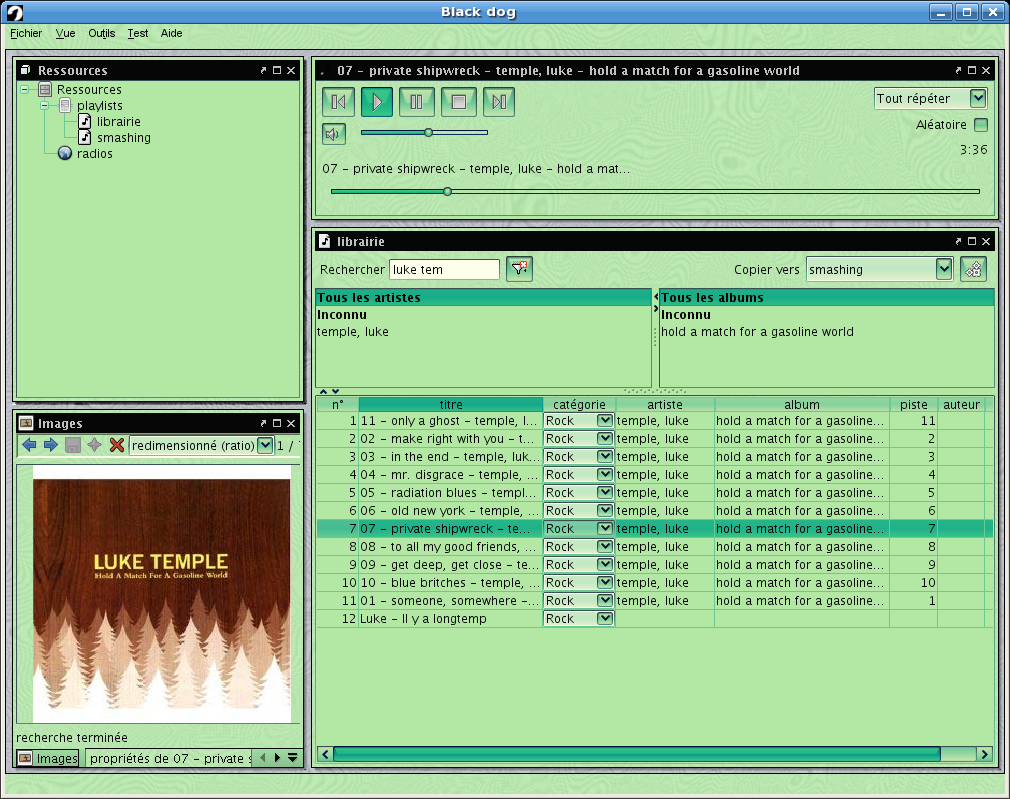 Black dog
Fichier Vue Outils Test Aide
Ressources
Ressources
playlists
librairie
smashing
radios
07 - private shipwreck - temple, luke - hold a match for a gasoline world
Tout répéter
Aléatoire
3:36
07 - private shipwreck - temple, luke - hold a mat...
librairie
Rechercher luke tem Copier vers smashing
Tous les artistes Tous les albums
Inconnu Inconnu
temple, luke hold a match for a gasoline world
n° titre catégorie artiste album piste auteur
1 11 - only a ghost - temple, l... Rock temple, luke hold a match for a gasoline... 11
2 02 - make right with you - t... Rock temple, luke hold a match for a gasoline... 2
3 03 - in the end - temple, luk... Rock temple, luke hold a match for a gasoline... 3
4 04 - mr. disgrace - temple, ... Rock temple, luke hold a match for a gasoline... 4
5 05 - radiation blues - templ... Rock temple, luke hold a match for a gasoline... 5
6 06 - old new york - temple, ... Rock temple, luke hold a match for a gasoline... 6
7 07 - private shipwreck - te... Rock temple, luke hold a match for a gasoline... 7
8 08 - to all my good friends, ... Rock temple, luke hold a match for a gasoline... 8
9 09 - get deep, get close - te... Rock temple, luke hold a match for a gasoline... 9
10 10 - blue britches - temple, ... Rock temple, luke hold a match for a gasoline... 10
11 01 - someone, somewhere -... Rock temple, luke hold a match for a gasoline... 1
12 Luke - Il y a longtemp Rock
Images
redimensionné (ratio) 1 /
LUKE TEMPLE
Hold A Match For A Gasoline World
recherche terminée
Images propriétés de 07 - private